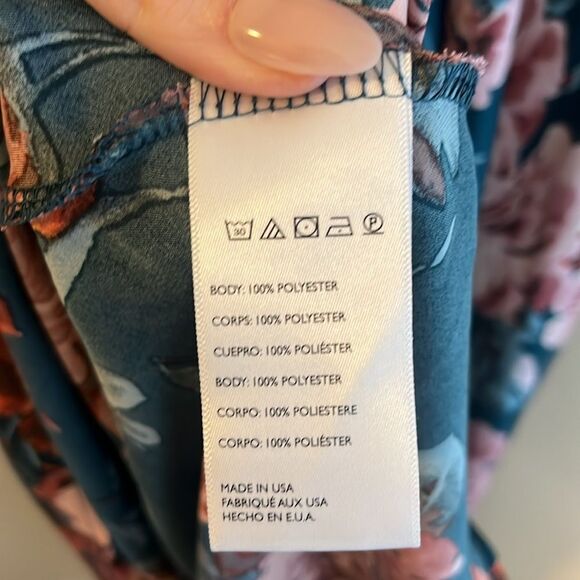 30 P
BODY: 100% POLYESTER
CORPS: 100% POLYESTER
CUEPRO: 100% POLIÉSTER
BODY: 100% POLYESTER
CORPO: 100% POLIESTERE
CORPO: 100% POLIÉSTER
MADE IN USA
FABRIQUÉ AUX USA
HECHO EN E.U.A.